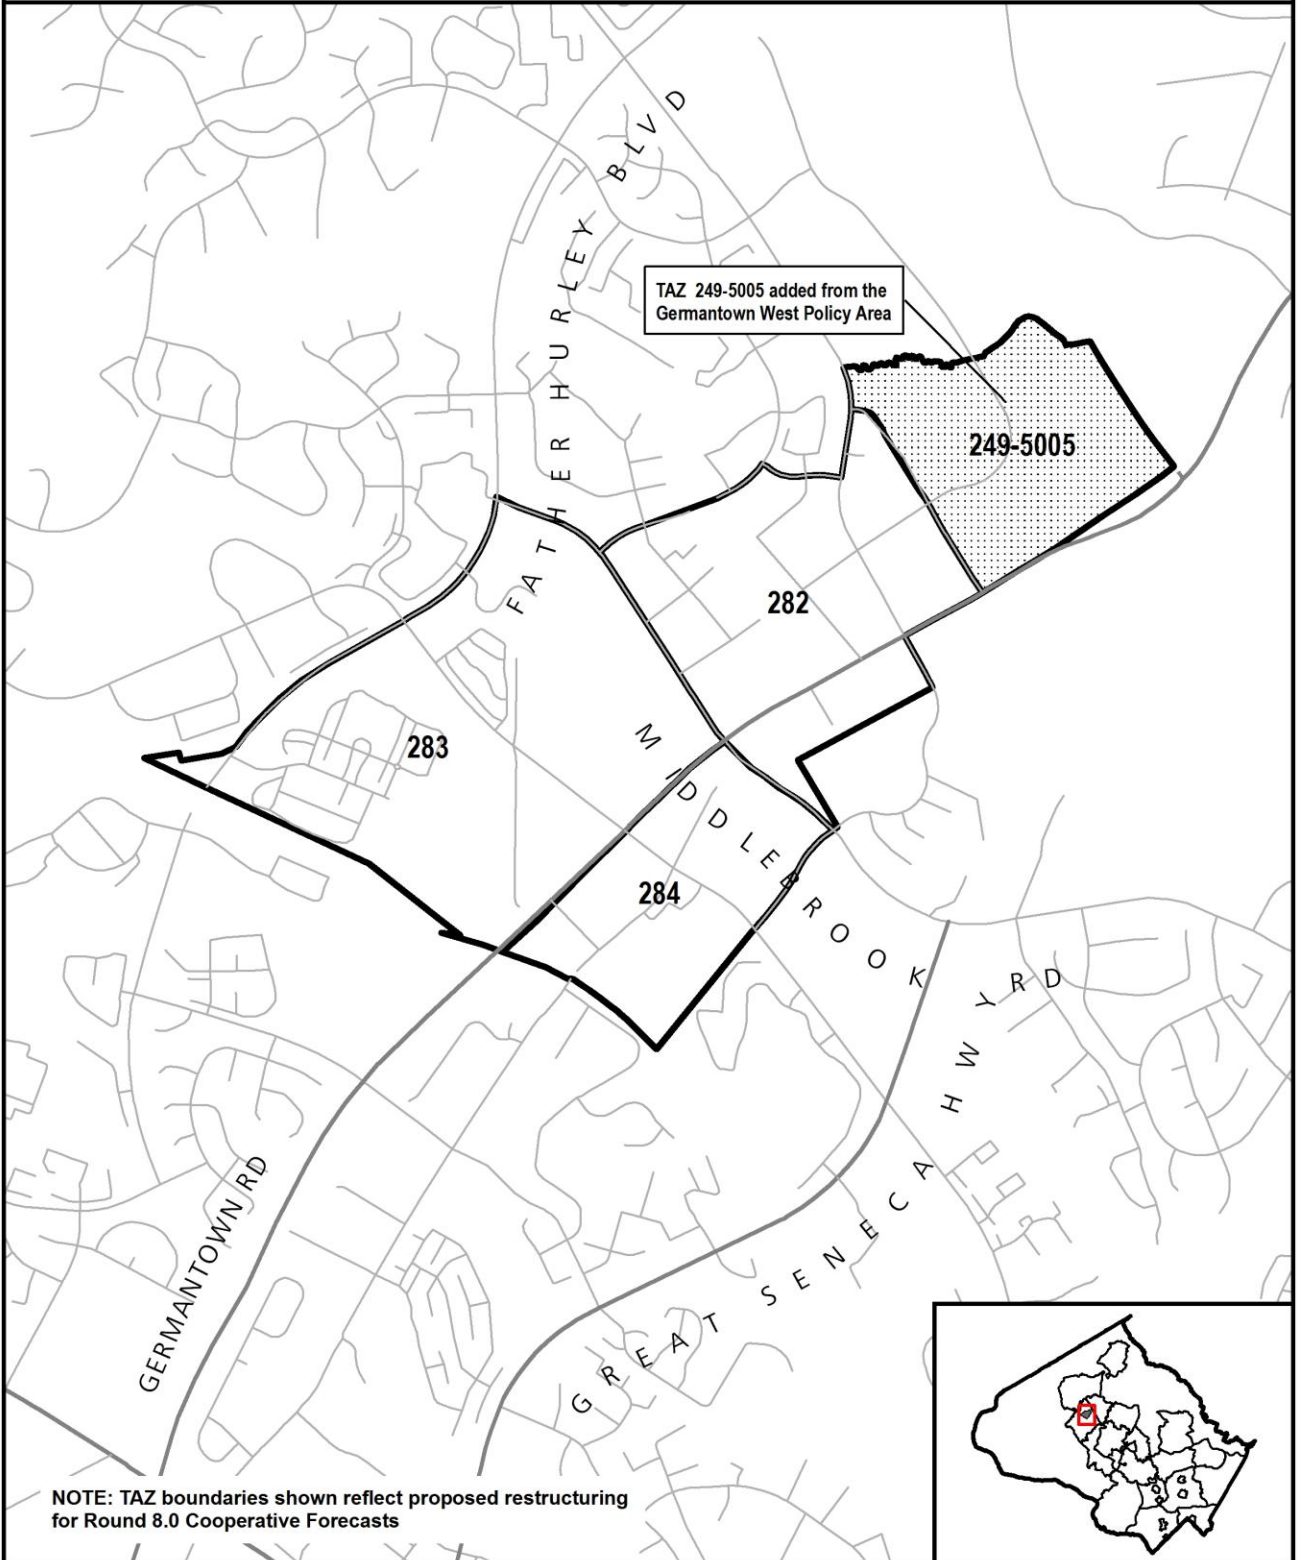 FATHER HURLEY BLVD
TAZ 249-5005 added from the
Germantown West Policy Area
249-5005
282
283
MIDDLEBROOK RD
284
GREAT SENECA HWY
GERMANTOWN RD
NOTE: TAZ boundaries shown reflect proposed restructuring
for Round 8.0 Cooperative Forecasts